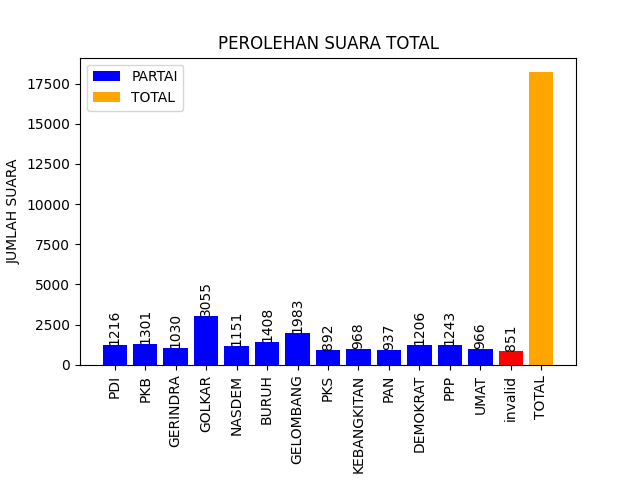 PEROLEHAN SUARA TOTAL
PARTAI
TOTAL
JUMLAH SUARA
17500
15000
12500
10000
7500
5000
2500
0
1216
1301
1030
3055
1151
1408
1983
892
968
937
1206
1243
966
851
PDI
PKB
GERINDRA
GOLKAR
NASDEM
BURUH
GELOMBANG
PKS
KEBANGKITAN
PAN
DEMOKRAT
PPP
UMAT
invalid
TOTAL